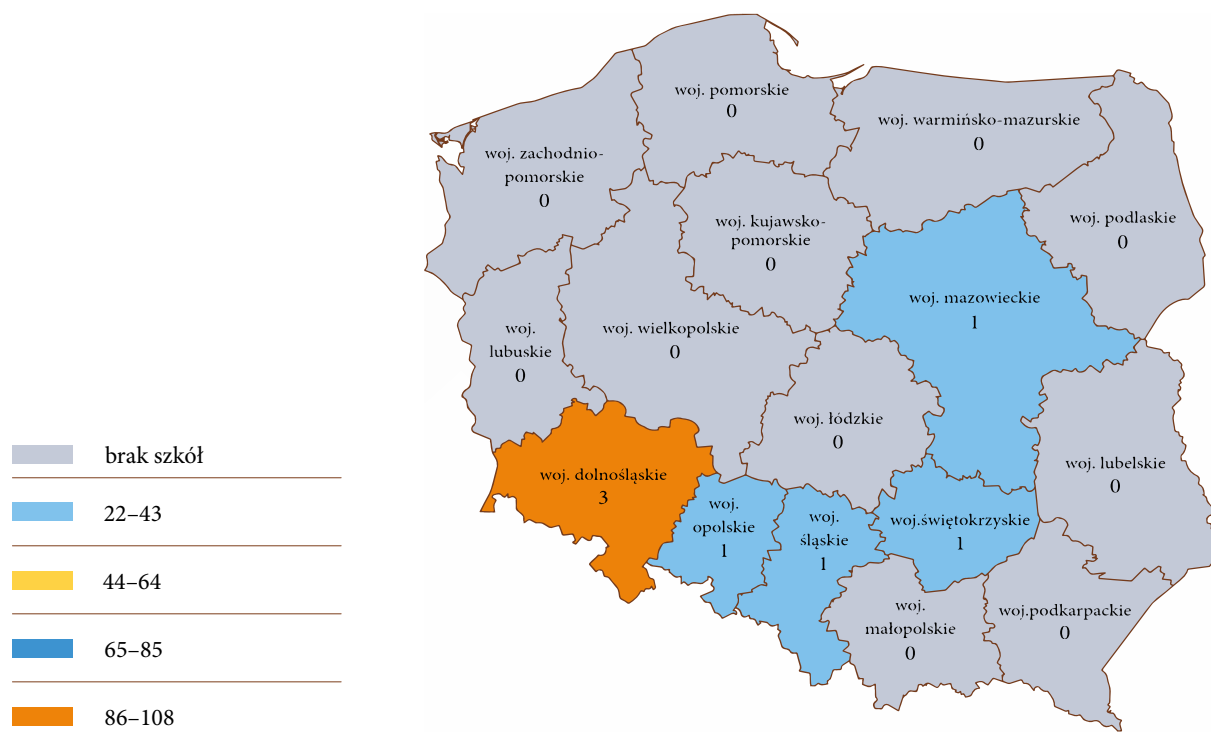 woj. pomorskie
0
woj. warmińsko-mazurskie
0
woj. zachodnio-
pomorskie
0
woj. podlaskie
0
woj. kujawsko-
pomorskie
0
woj. mazowieckie
1
woj.
lubuskie
0
woj. wielkopolskie
0
woj. łódzkie
0
woj. lubelskie
0
woj. dolnośląskie
3
woj.
opolskie
1
woj.
śląskie
1
woj.świętokrzyskie
1
woj.
małopolskie
0
woj.podkarpackie
0
brak szkół
22–43
44–64
65–85
86–108